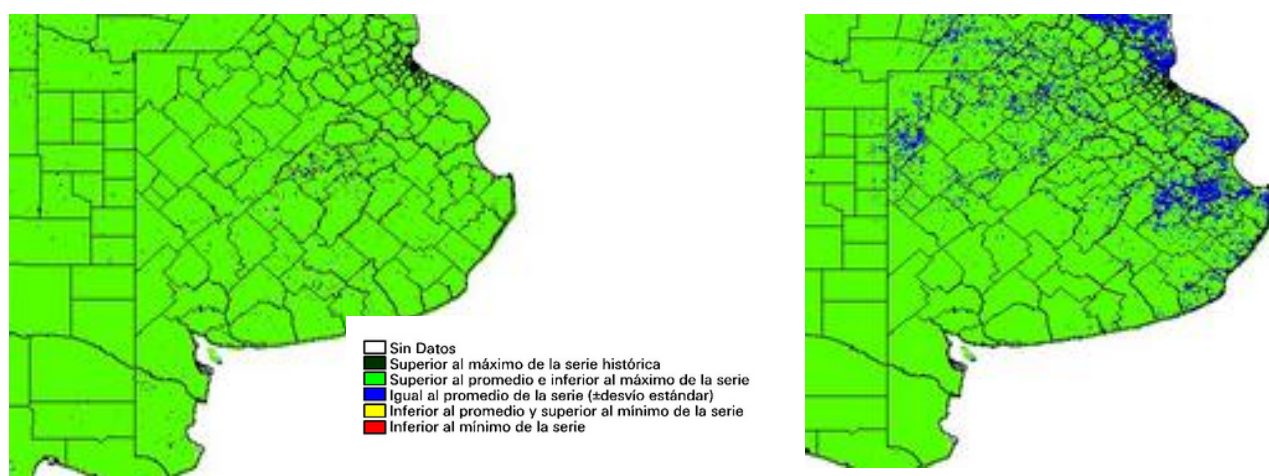 Sin Datos
Superior al máximo de la serie histórica
Superior al promedio e inferior al máximo de la serie
Igual al promedio de la serie (±desvío estándar)
Inferior al promedio y superior al mínimo de la serie
Inferior al mínimo de la serie